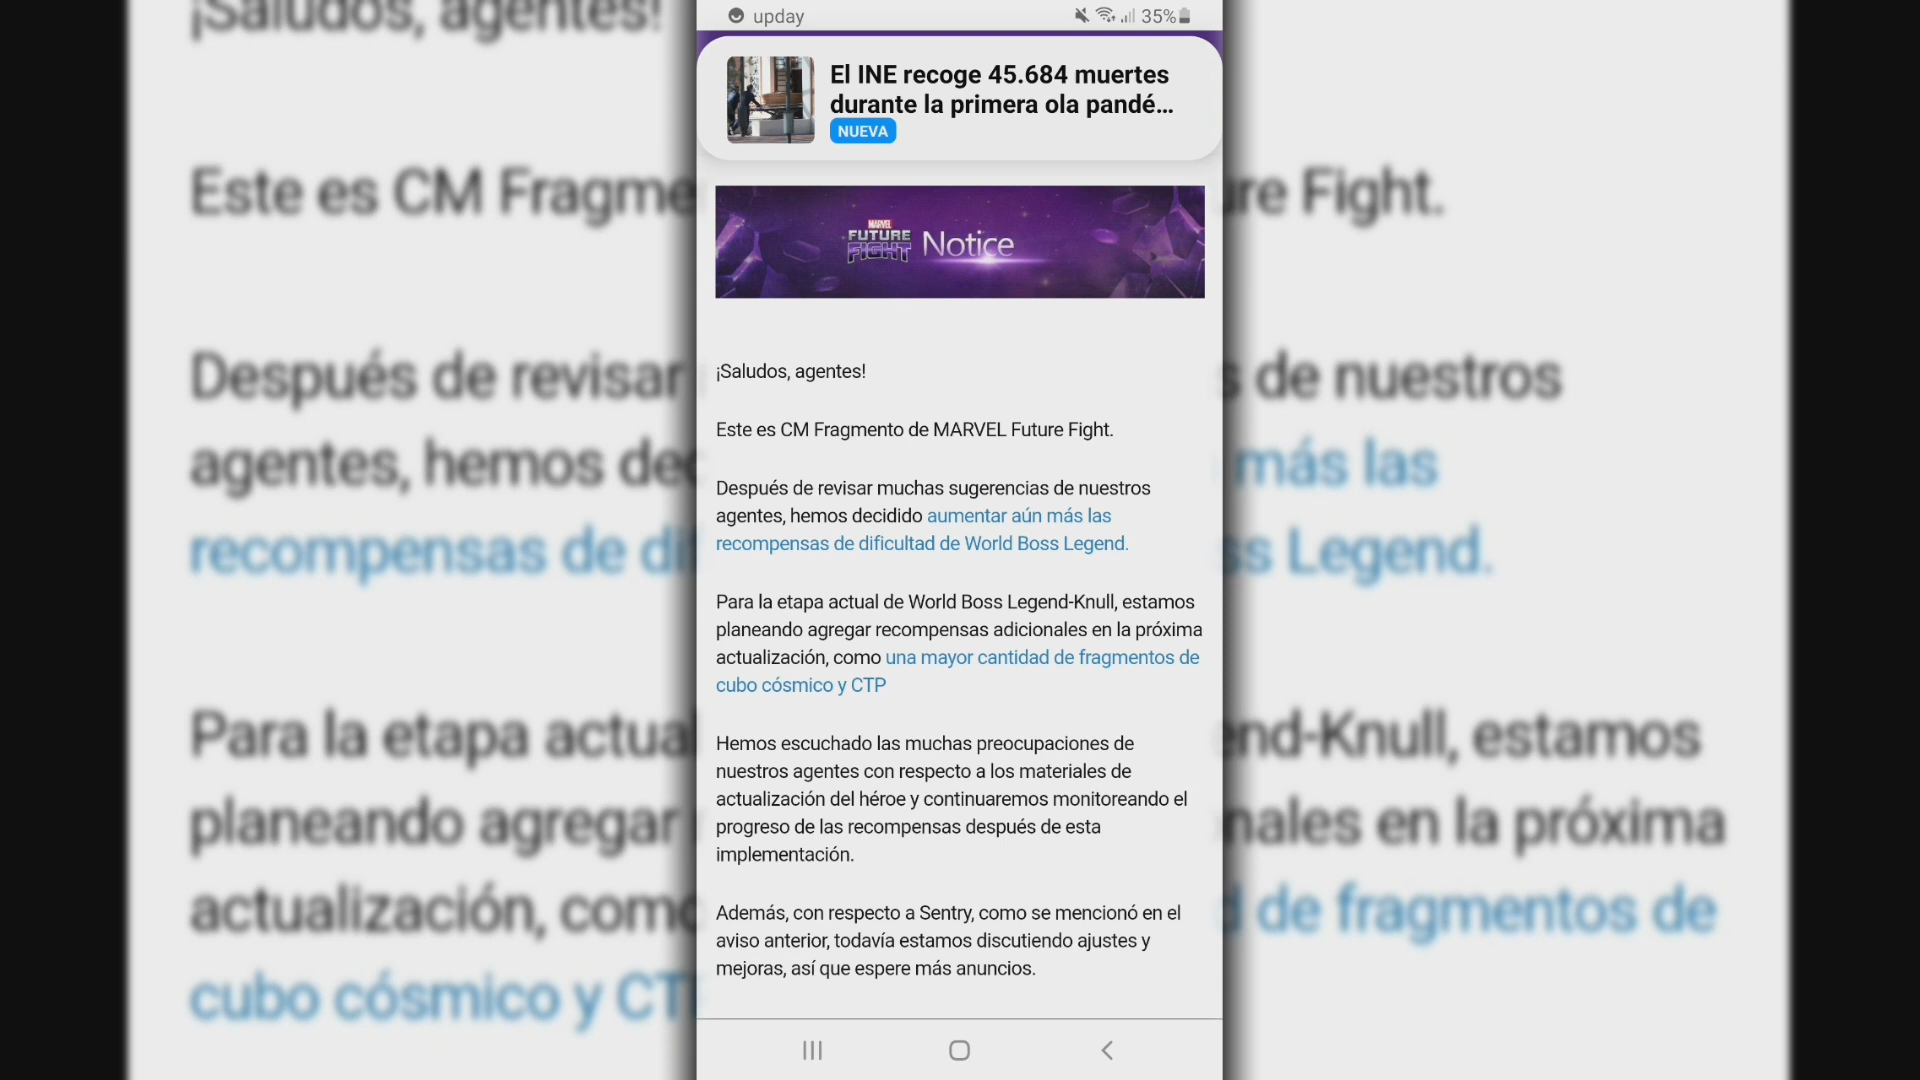 upday
35%
El INE recoge 45.684 muertes
durante la primera ola pandé...
NUEVA
MARVEL
FUTURE
FIGHT
Notice
¡Saludos, agentes!
Este es CM Fragmento de MARVEL Future Fight.
Después de revisar muchas sugerencias de nuestros
agentes, hemos decidido aumentar aún más las
recompensas de dificultad de World Boss Legend.
Para la etapa actual de World Boss Legend-Knull, estamos
planeando agregar recompensas adicionales en la próxima
actualización, como una mayor cantidad de fragmentos de
cubo cósmico y CTP
Hemos escuchado las muchas preocupaciones de
nuestros agentes con respecto a los materiales de
actualización del héroe y continuaremos monitoreando el
progreso de las recompensas después de esta
implementación.
Además, con respecto a Sentry, como se mencionó en el
aviso anterior, todavía estamos discutiendo ajustes y
mejoras, así que espere más anuncios.